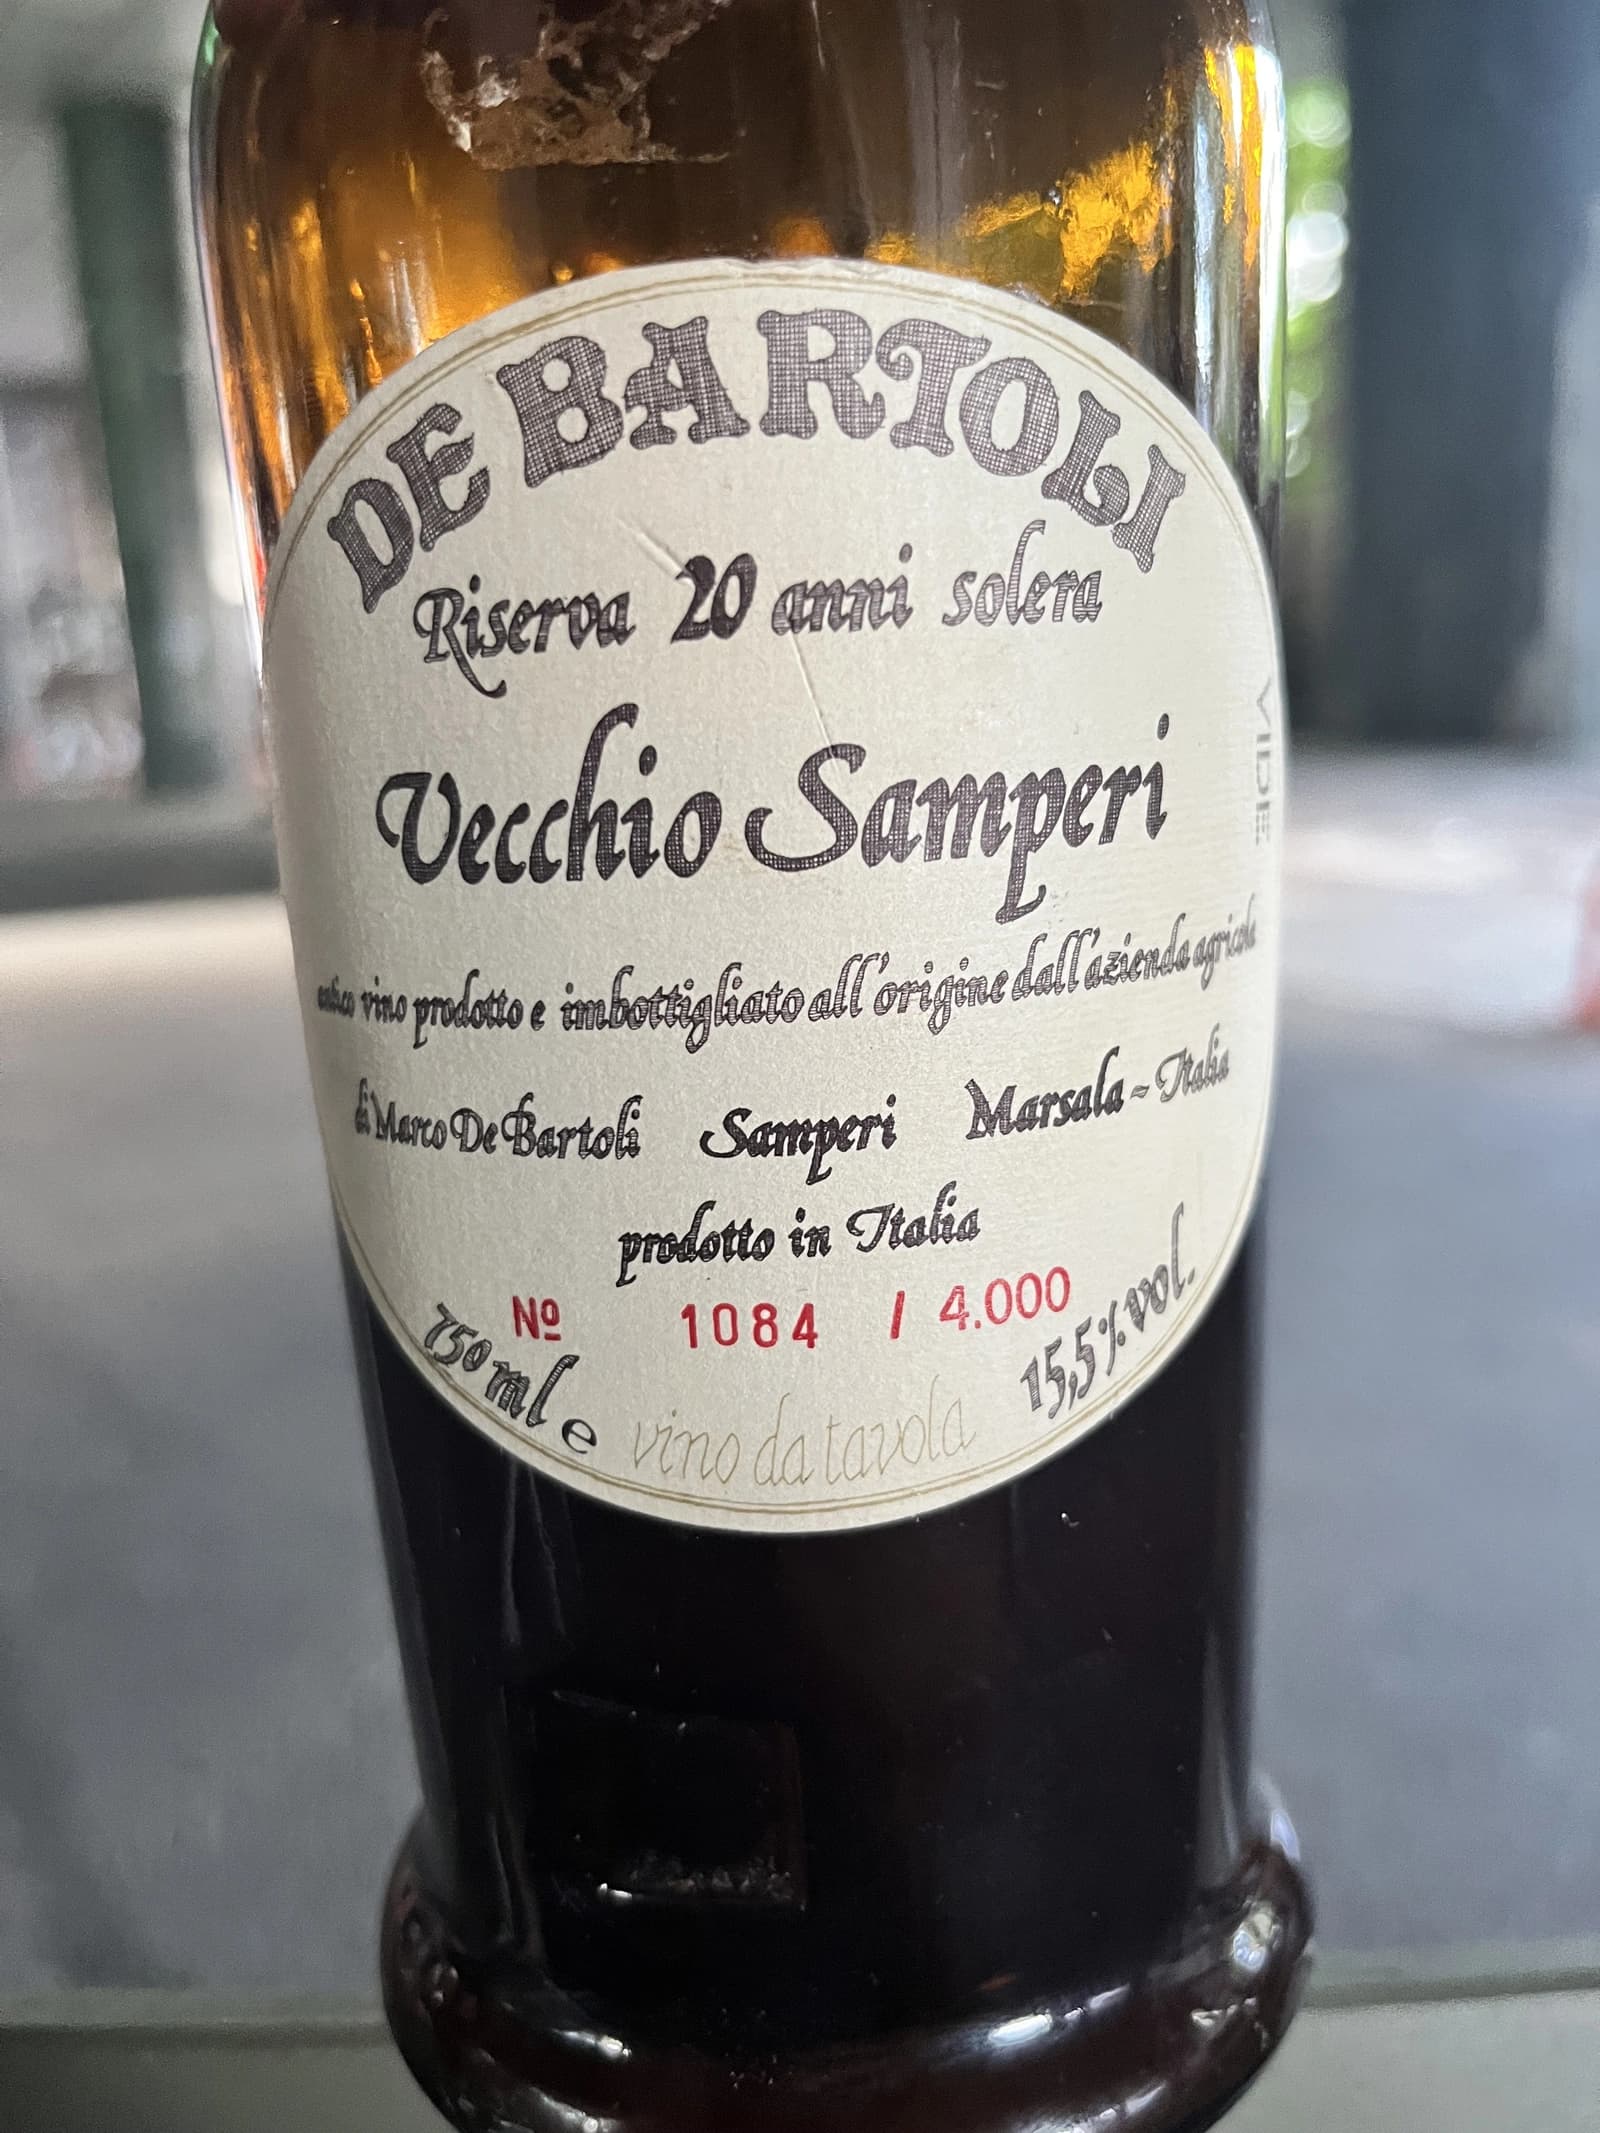 DE BARTOLI
Riserva 20 anni solera
Vecchio Samperi
VIDE
antico vino prodotto e imbottigliato all'origine dall'azienda agricola
di Marco De Bartoli Samperi Marsala - Italia
prodotto in Italia
Nº 1084 / 4.000
750 ml e
15,5% vol.
vino da tavola